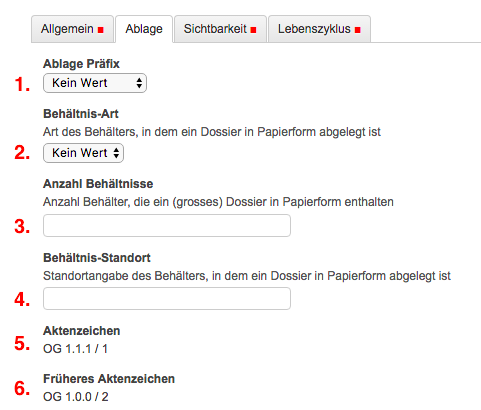 Allgemein Ablage Sichtbarkeit Lebenszyklus
Ablage Präfix
1. Kein Wert
Behältnis-Art
Art des Behälters, in dem ein Dossier in Papierform abgelegt ist
2. Kein Wert
Anzahl Behältnisse
Anzahl Behälter, die ein (grosses) Dossier in Papierform enthalten
3.
Behältnis-Standort
Standortangabe des Behälters, in dem ein Dossier in Papierform abgelegt ist
4.
Aktenzeichen
5. OG 1.1.1 / 1
Früheres Aktenzeichen
6. OG 1.0.0 / 2